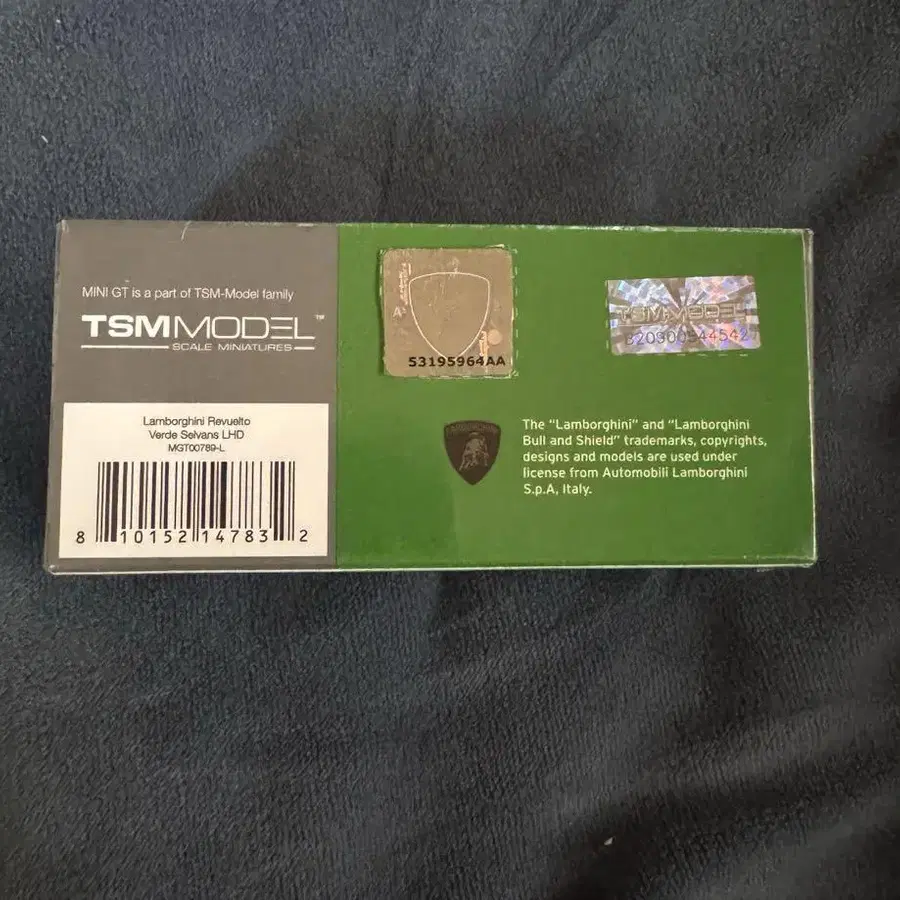 MINI GT is a part of TSM-Model family
TSMMODEL™
SCALE MINIATURES
Lamborghini Revuelto
Verde Selvans LHD
MGT00789-L
8 10152 14783 2
53195964AA
TSM-MODEL
The “Lamborghini” and “Lamborghini
Bull and Shield” trademarks, copyrights,
designs and models are used under
license from Automobili Lamborghini
S.p.A, Italy.